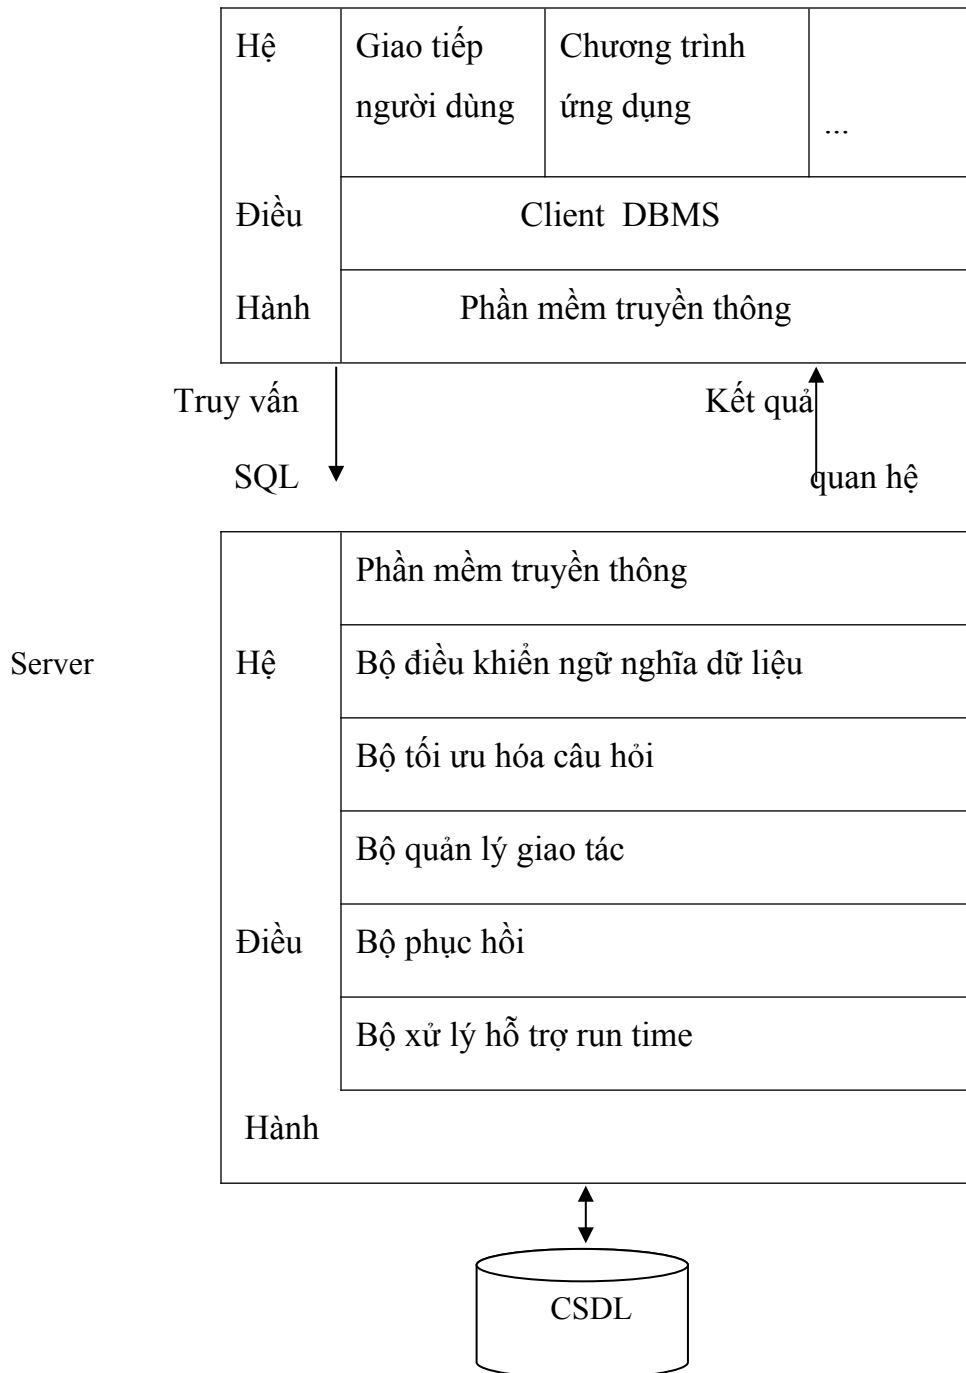 Hệ
Giao tiếp
người dùng
Chương trình
ứng dụng
...
Điều
Client DBMS
Hành
Phần mềm truyền thông
Truy vấn
SQL
Kết quả
quan hệ
Server
Phần mềm truyền thông
Hệ
Bộ điều khiển ngữ nghĩa dữ liệu
Bộ tối ưu hóa câu hỏi
Bộ quản lý giao tác
Điều
Bộ phục hồi
Bộ xử lý hỗ trợ run time
Hành
CSDL